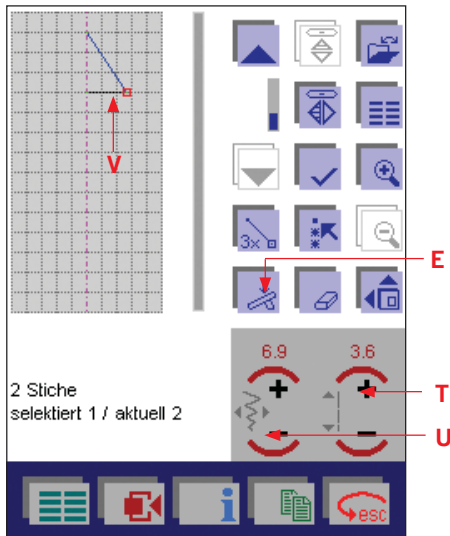 V
3x
E
6.9 3.6
+ +
T
2 Stiche
selektiert 1 / aktuell 2
- -
U
i
esc